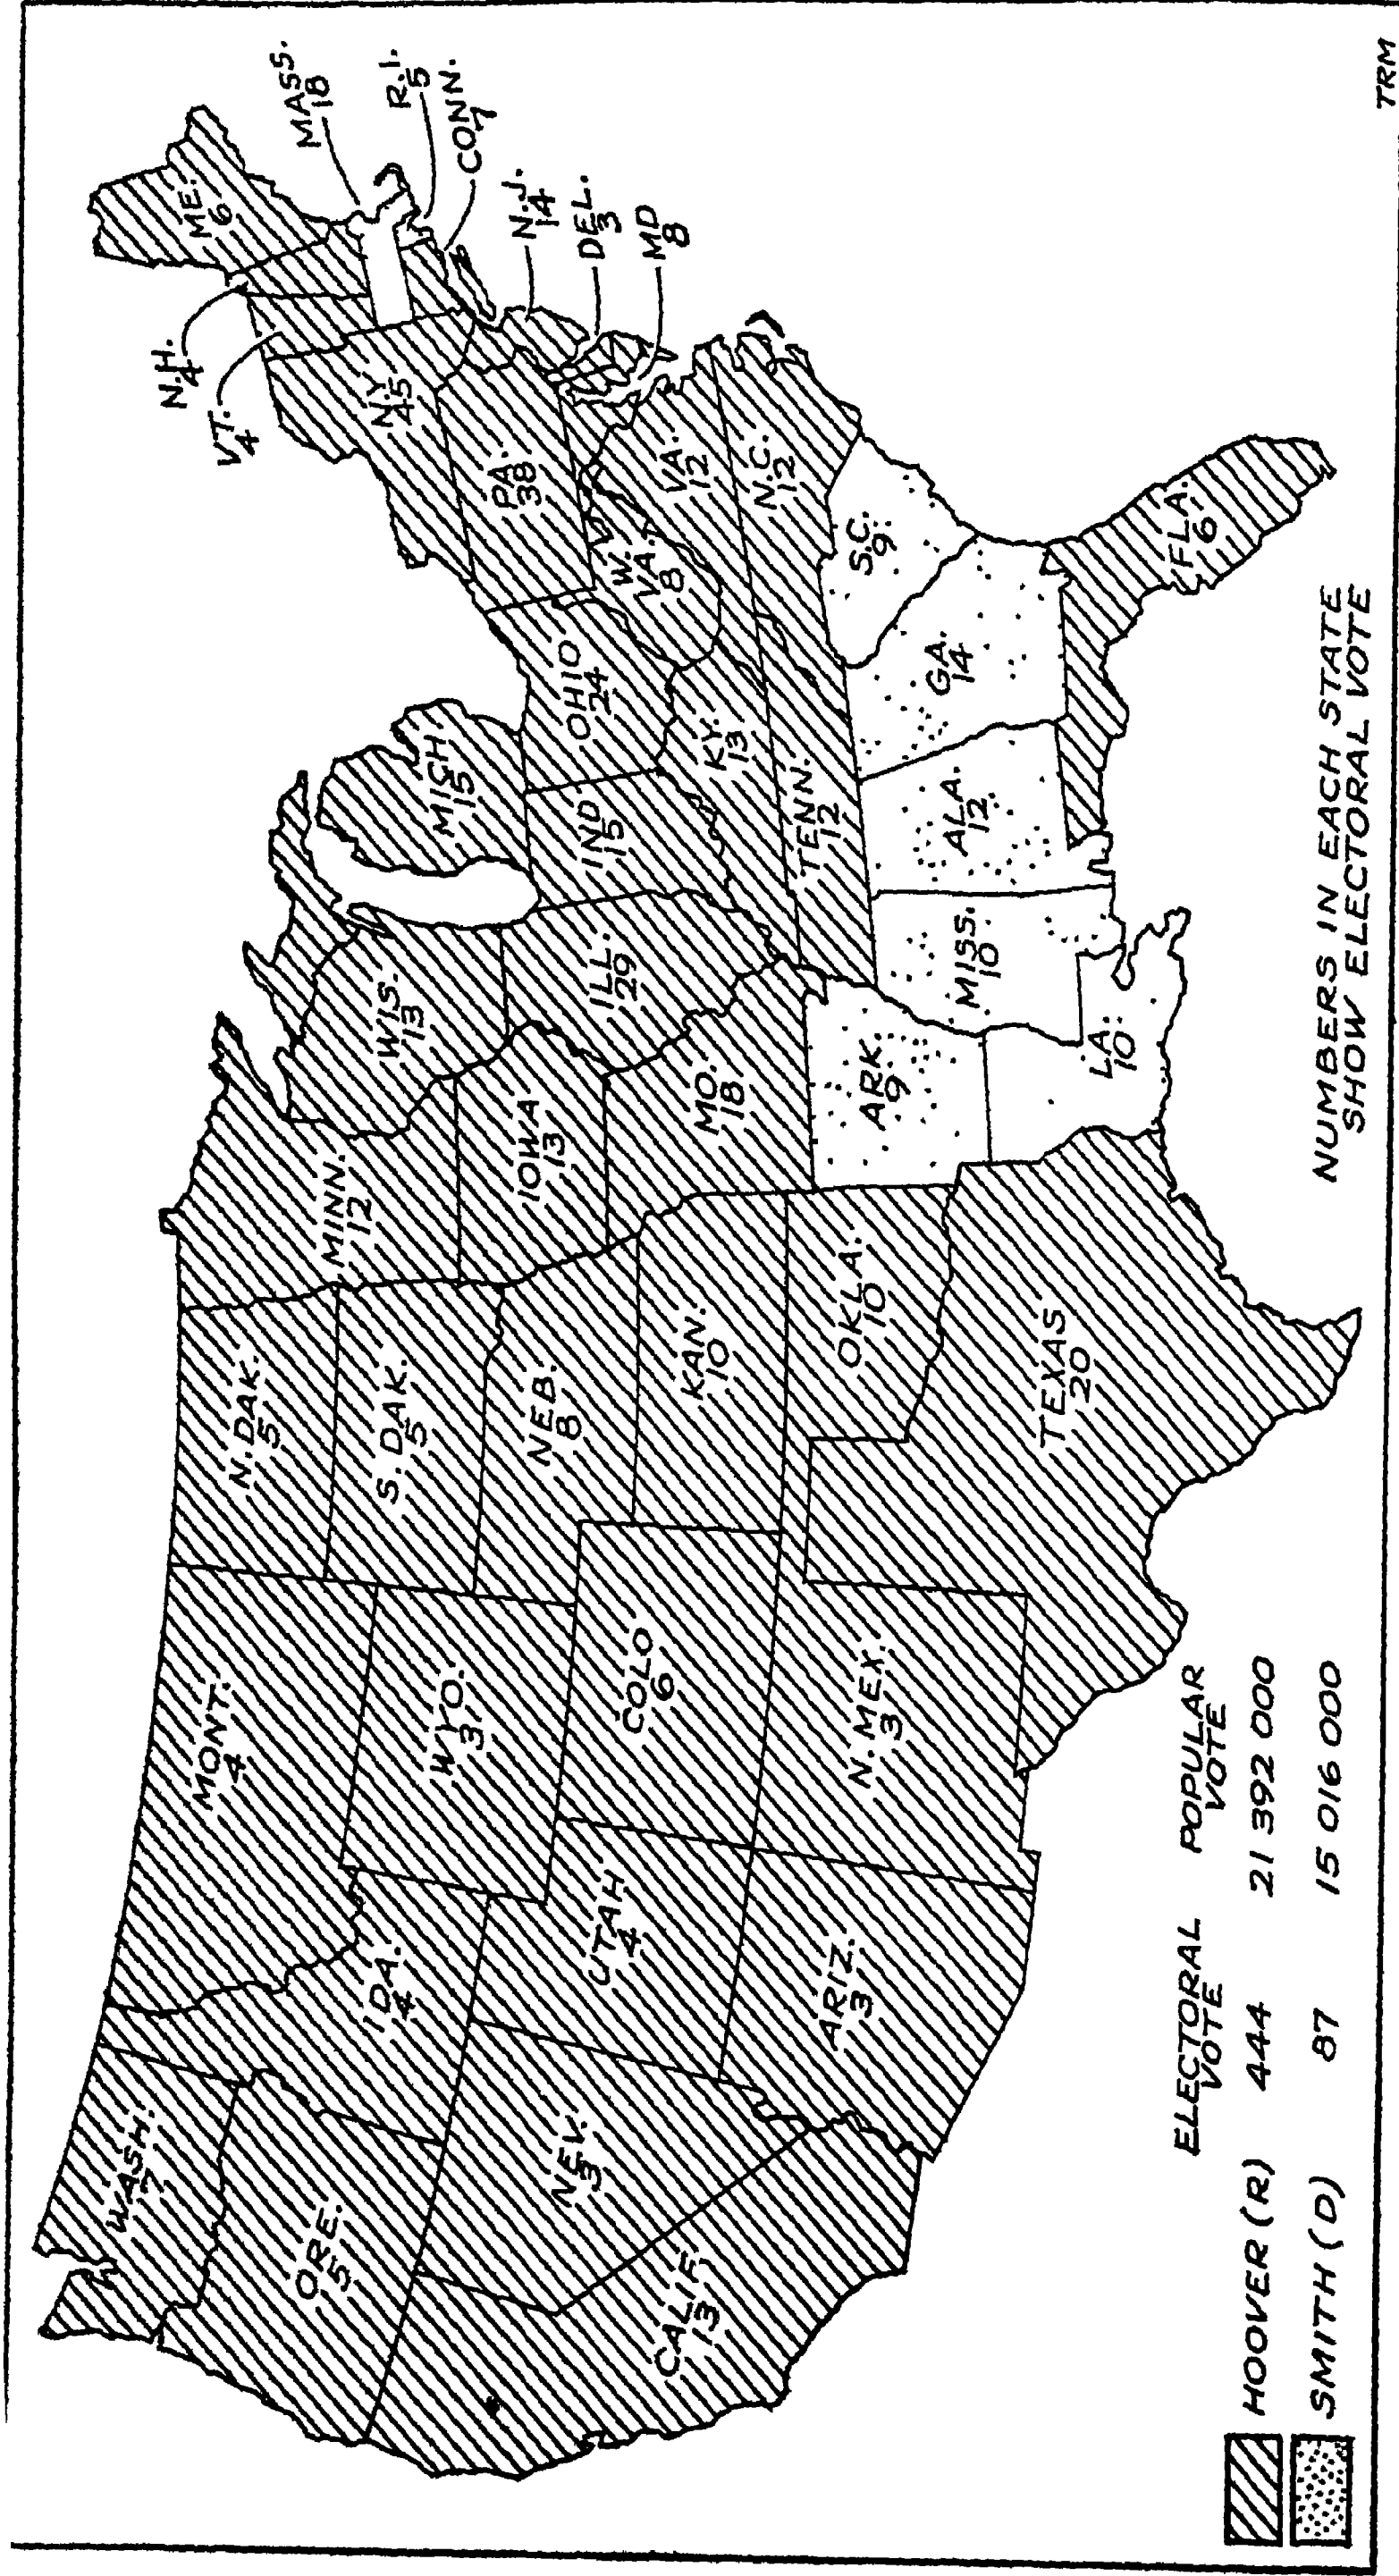 WASH.
7
ORE.
5
CALIF.
13
NEV.
3
IDA.
4
MONT.
4
WYO.
3
UTAH
4
COLO
6
ARIZ.
3
N. MEX.
3
N. DAK.
5
S. DAK.
5
NEB.
8
KAN.
10
OKLA.
10
TEXAS
20
MINN.
12
IOWA
13
MO.
18
ARK.
9
LA.
10
WIS.
13
ILL.
29
MISS.
10
MICH
15
IND
15
OHIO
24
KY.
13
TENN.
12
ALA.
12
GA.
14
FLA.
6
S.C.
9
N.C.
12
VA.
12
W.
VA.
8
PA.
38
N.Y.
45
VT.
4
N.H.
4
ME.
6
MASS.
18
R.I.
5
CONN.
7
N.J.
14
DEL.
3
MD
8
ELECTORAL VOTE POPULAR VOTE
HOOVER (R) 444 21 392 000
SMITH (D) 87 15 016 000
NUMBERS IN EACH STATE
SHOW ELECTORAL VOTE
TRM